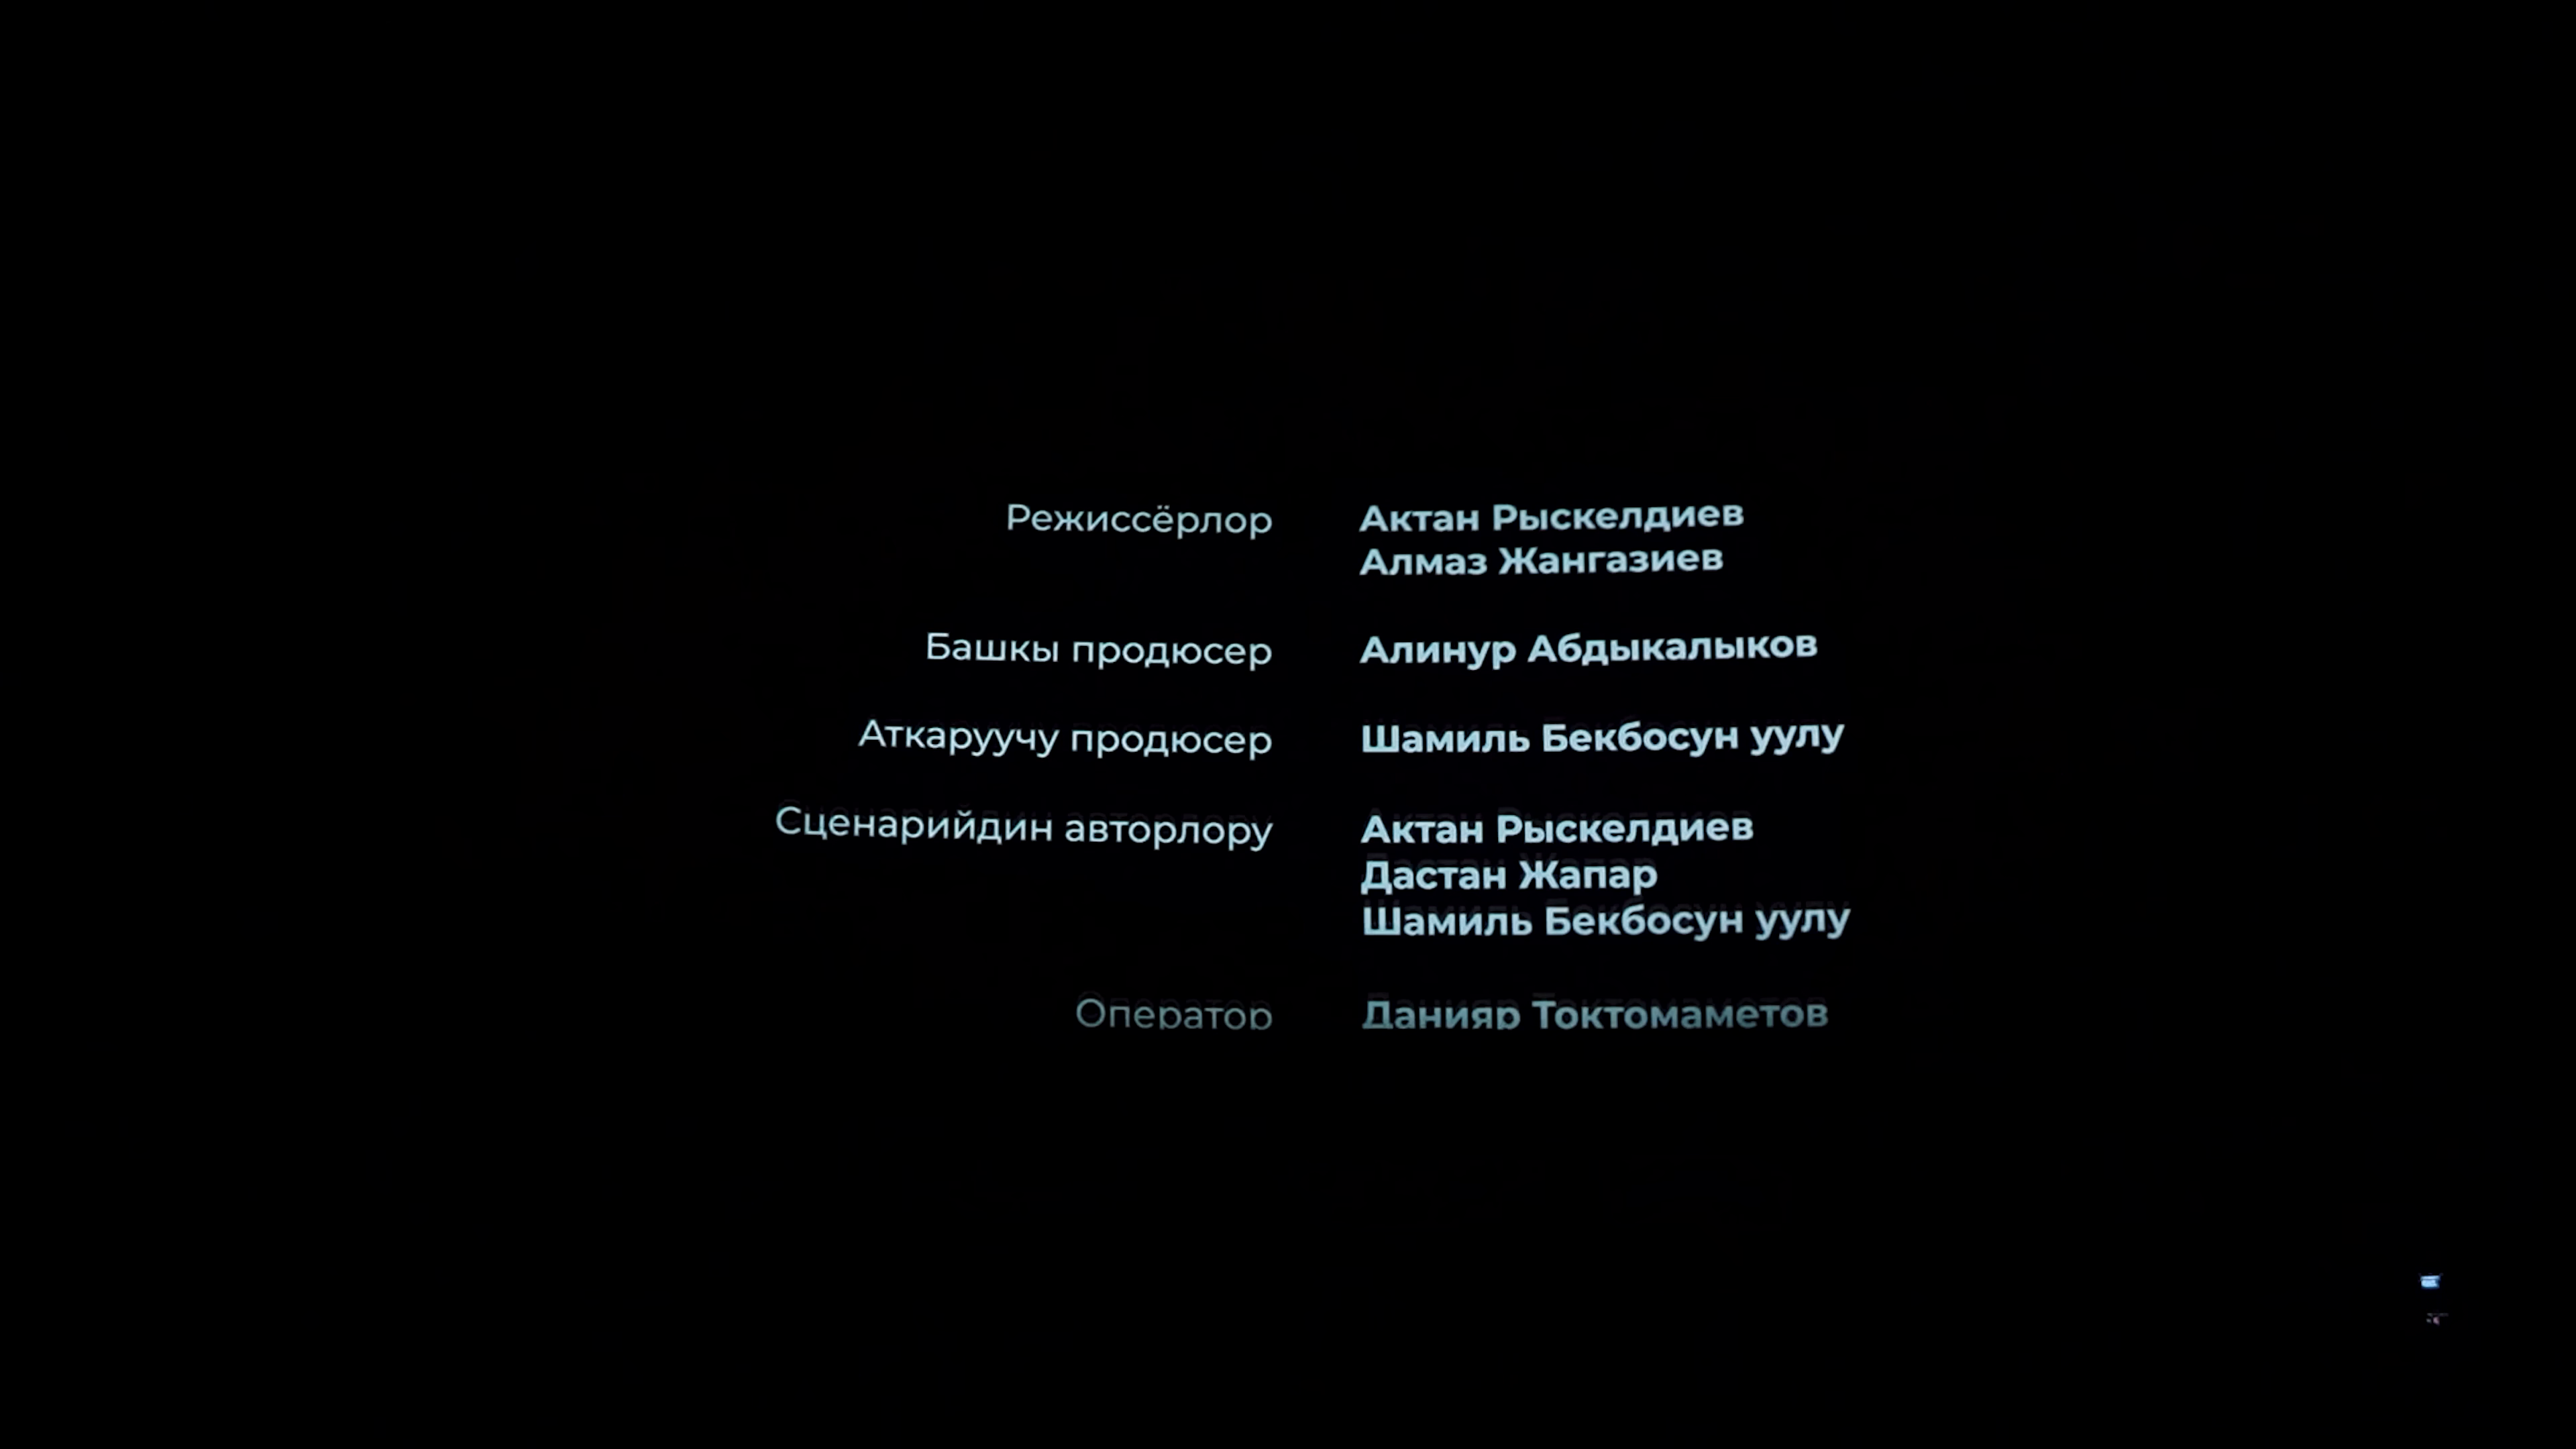 Режиссёрлор Актан Рыскелдиев
Алмаз Жангазиев
Башкы продюсер Алинур Абдыкалыков
Аткаруучу продюсер Шамиль Бекбосун уулу
Сценарийдин авторлору Актан Рыскелдиев
Дастан Жапар
Шамиль Бекбосун уулу
Оператор Данияр Токтомаметов